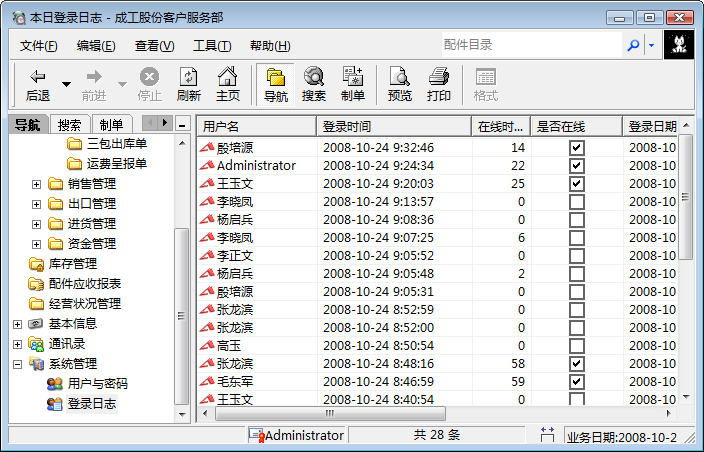 本日登录日志 - 成工股份客户服务部
文件(F) 编辑(E) 查看(V) 工具(T) 帮助(H) 配件目录
后退 前进 停止 刷新 主页 导航 搜索 制单 预览 打印 格式
导航 搜索 制单
三包出库单
运费呈报单
销售管理
出口管理
进货管理
资金管理
库存管理
配件应收报表
经营状况管理
基本信息
通讯录
系统管理
用户与密码
登录日志
用户名 登录时间 在线时... 是否在线 登录日期
殷培源 2008-10-24 9:32:46 14 2008-10
Administrator 2008-10-24 9:24:34 22 2008-10
王玉文 2008-10-24 9:20:03 25 2008-10
李晓凤 2008-10-24 9:13:57 0 2008-10
杨启兵 2008-10-24 9:08:36 0 2008-10
李晓凤 2008-10-24 9:07:25 6 2008-10
李正文 2008-10-24 9:05:52 0 2008-10
杨启兵 2008-10-24 9:05:48 2 2008-10
殷培源 2008-10-24 9:05:31 0 2008-10
张龙滨 2008-10-24 8:52:59 0 2008-10
张龙滨 2008-10-24 8:52:00 0 2008-10
高玉 2008-10-24 8:50:54 0 2008-10
张龙滨 2008-10-24 8:48:16 58 2008-10
毛东军 2008-10-24 8:46:59 59 2008-10
王玉文 2008-10-24 8:40:54 0 2008-10
Administrator 共 28 条 业务日期:2008-10-2